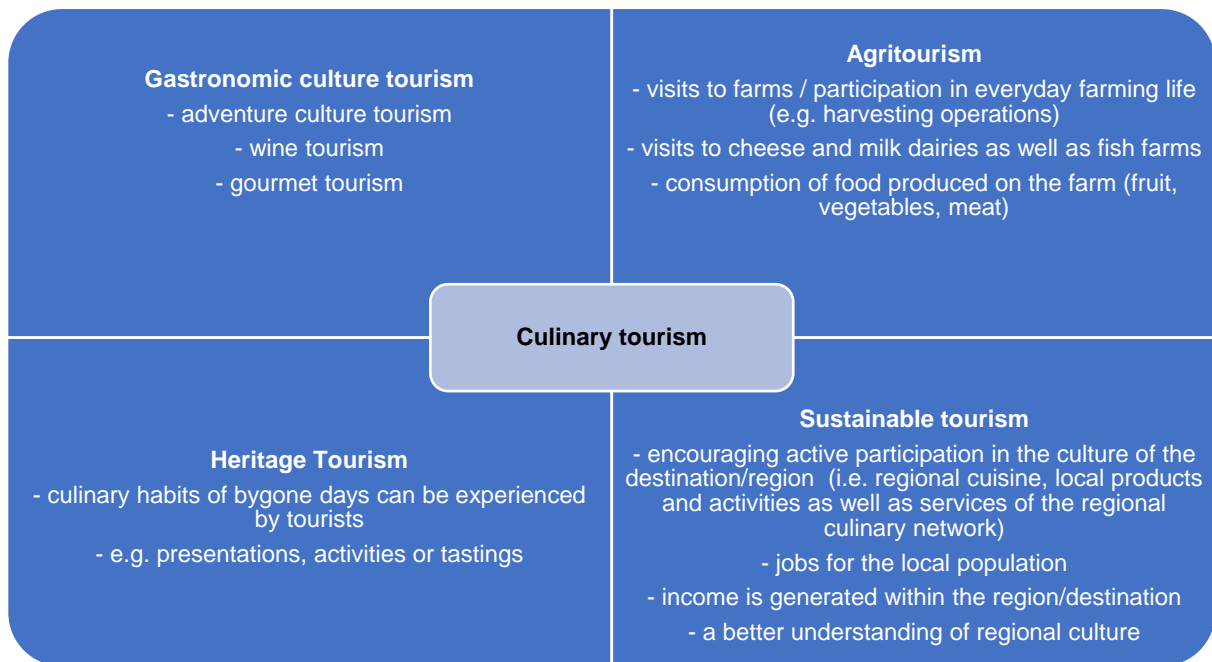 Gastronomic culture tourism
- adventure culture tourism
- wine tourism
- gourmet tourism
Agritourism
- visits to farms / participation in everyday farming life
(e.g. harvesting operations)
- visits to cheese and milk dairies as well as fish farms
- consumption of food produced on the farm (fruit,
vegetables, meat)
Culinary tourism
Heritage Tourism
- culinary habits of bygone days can be experienced
by tourists
- e.g. presentations, activities or tastings
Sustainable tourism
- encouraging active participation in the culture of the
destination/region (i.e. regional cuisine, local products
and activities as well as services of the regional
culinary network)
- jobs for the local population
- income is generated within the region/destination
- a better understanding of regional culture